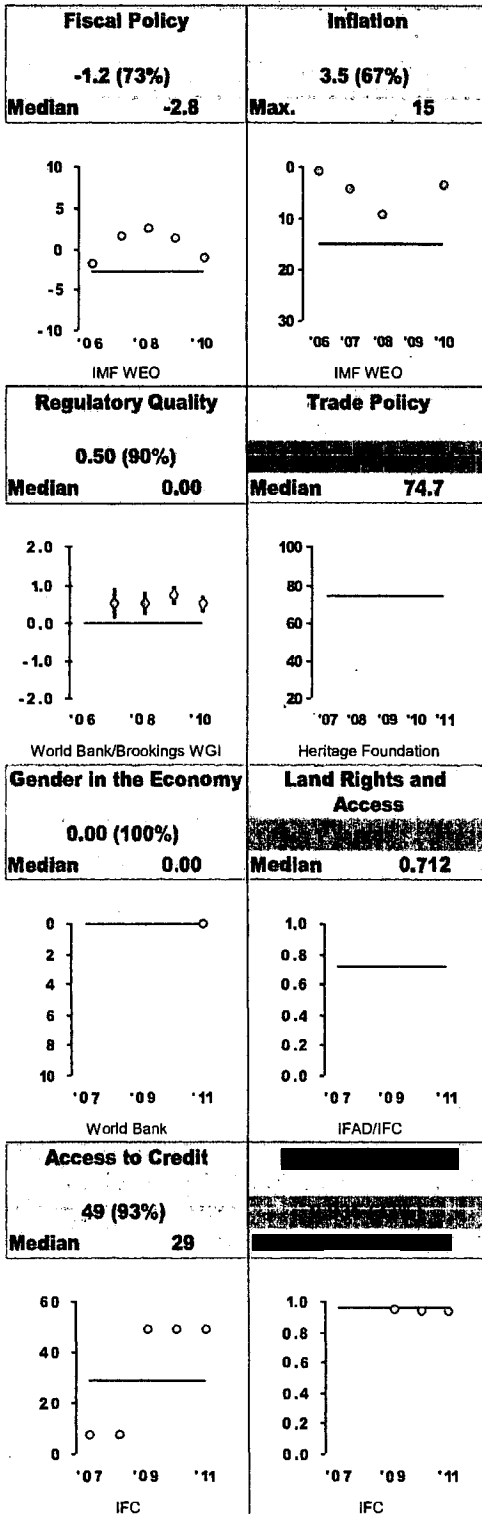 Fiscal Policy
-1.2 (73%)
Median -2.8
10
5
0
-5
-10
'06 '08 '10
IMF WEO
Inflation
3.5 (67%)
Max. 15
0
10
20
30
'06 '07 '08 '09 '10
IMF WEO
Regulatory Quality
0.50 (90%)
Median 0.00
2.0
1.0
0.0
-1.0
-2.0
'06 '08 '10
World Bank/Brookings WGI
Trade Policy
Median 74.7
100
80
60
40
20
'07 '08 '09 '10 '11
Heritage Foundation
Gender in the Economy
0.00 (100%)
Median 0.00
0
2
4
6
8
10
'07 '09 '11
World Bank
Land Rights and
Access
Median 0.712
1.0
0.8
0.6
0.4
0.2
0.0
'07 '09 '11
IFAD/IFC
Access to Credit
49 (93%)
Median 29
60
40
20
0
'07 '09 '11
IFC
1.0
0.8
0.6
0.4
0.2
0.0
'07 '09 '11
IFC